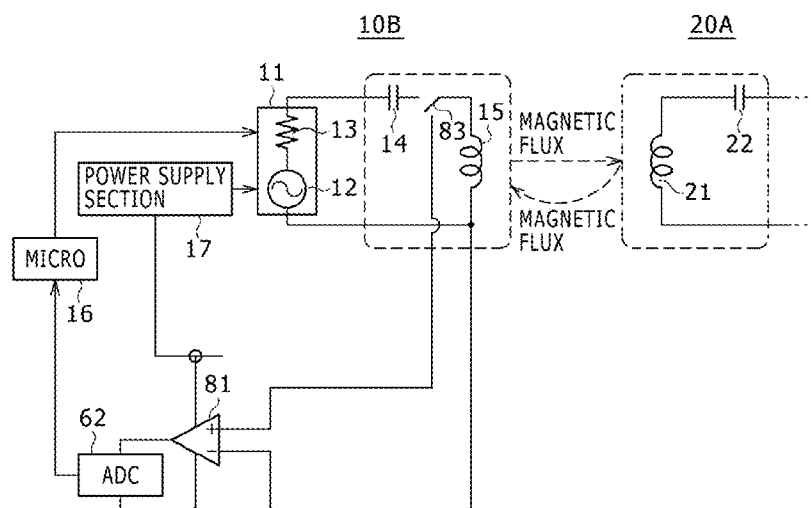 10B
20A
11
13
12
14
83
15
MAGNETIC
FLUX
MAGNETIC
FLUX
22
21
POWER SUPPLY
SECTION
17
MICRO
16
81
+
−
62
ADC